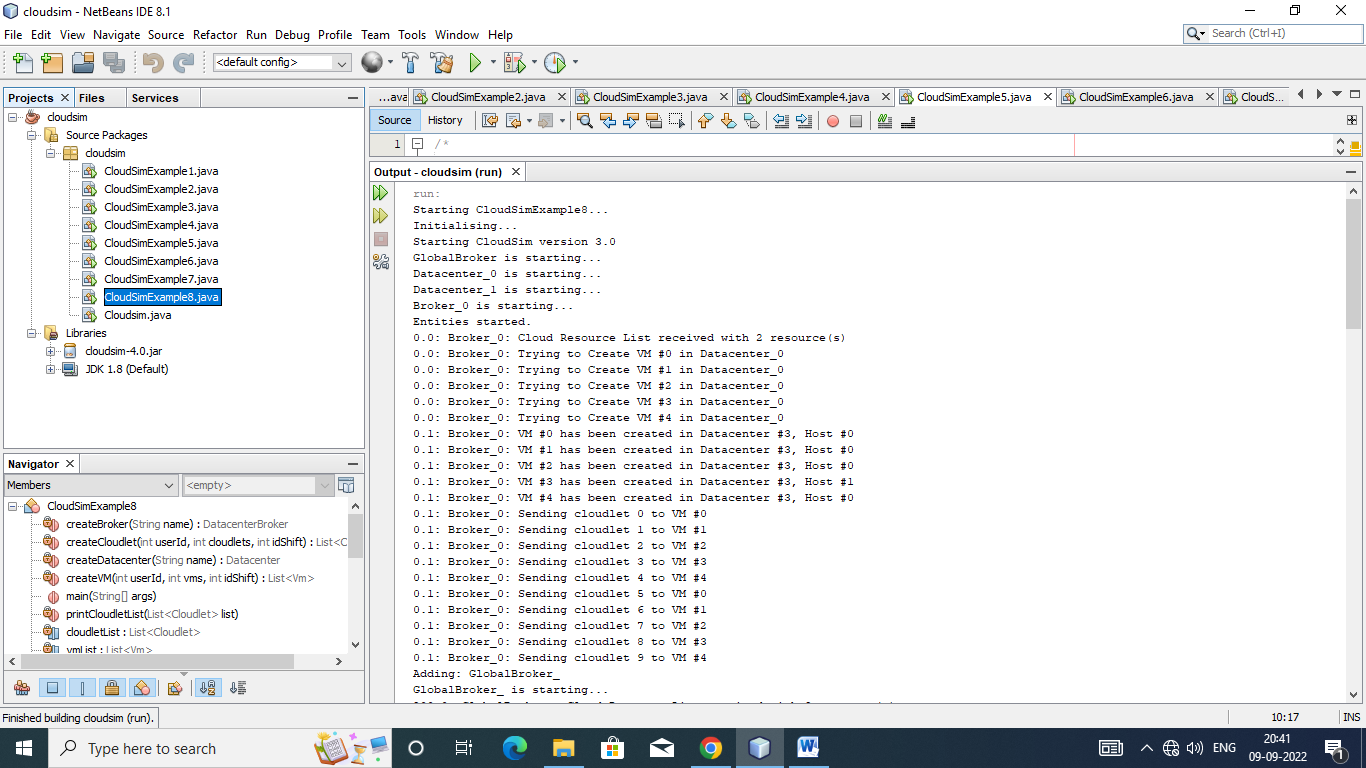 cloudsim - NetBeans IDE 8.1
File Edit View Navigate Source Refactor Run Debug Profile Team Tools Window Help
Search (Ctrl+I)
<default config>
Projects Files Services
cloudsim
Source Packages
cloudsim
CloudSimExample1.java
CloudSimExample2.java
CloudSimExample3.java
CloudSimExample4.java
CloudSimExample5.java
CloudSimExample6.java
CloudSimExample7.java
CloudSimExample8.java
Cloudsim.java
Libraries
cloudsim-4.0.jar
JDK 1.8 (Default)
Navigator
Members <empty>
CloudSimExample8
createBroker(String name) : DatacenterBroker
createCloudlet(int userId, int cloudlets, int idShift) : List<C
createDatacenter(String name) : Datacenter
createVM(int userId, int vms, int idShift) : List<Vm>
main(String[] args)
printCloudletList(List<Cloudlet> list)
cloudletList : List<Cloudlet>
vmList : List<Vm>
...ava CloudSimExample2.java CloudSimExample3.java CloudSimExample4.java CloudSimExample5.java CloudSimExample6.java CloudS...
Source History
1 /*
Output - cloudsim (run)
run:
Starting CloudSimExample8...
Initialising...
Starting CloudSim version 3.0
GlobalBroker is starting...
Datacenter_0 is starting...
Datacenter_1 is starting...
Broker_0 is starting...
Entities started.
0.0: Broker_0: Cloud Resource List received with 2 resource(s)
0.0: Broker_0: Trying to Create VM #0 in Datacenter_0
0.0: Broker_0: Trying to Create VM #1 in Datacenter_0
0.0: Broker_0: Trying to Create VM #2 in Datacenter_0
0.0: Broker_0: Trying to Create VM #3 in Datacenter_0
0.0: Broker_0: Trying to Create VM #4 in Datacenter_0
0.1: Broker_0: VM #0 has been created in Datacenter #3, Host #0
0.1: Broker_0: VM #1 has been created in Datacenter #3, Host #0
0.1: Broker_0: VM #2 has been created in Datacenter #3, Host #0
0.1: Broker_0: VM #3 has been created in Datacenter #3, Host #1
0.1: Broker_0: VM #4 has been created in Datacenter #3, Host #0
0.1: Broker_0: Sending cloudlet 0 to VM #0
0.1: Broker_0: Sending cloudlet 1 to VM #1
0.1: Broker_0: Sending cloudlet 2 to VM #2
0.1: Broker_0: Sending cloudlet 3 to VM #3
0.1: Broker_0: Sending cloudlet 4 to VM #4
0.1: Broker_0: Sending cloudlet 5 to VM #0
0.1: Broker_0: Sending cloudlet 6 to VM #1
0.1: Broker_0: Sending cloudlet 7 to VM #2
0.1: Broker_0: Sending cloudlet 8 to VM #3
0.1: Broker_0: Sending cloudlet 9 to VM #4
Adding: GlobalBroker_
GlobalBroker_ is starting...
Finished building cloudsim (run).
10:17 INS
Type here to search
ENG
20:41
09-09-2022
1